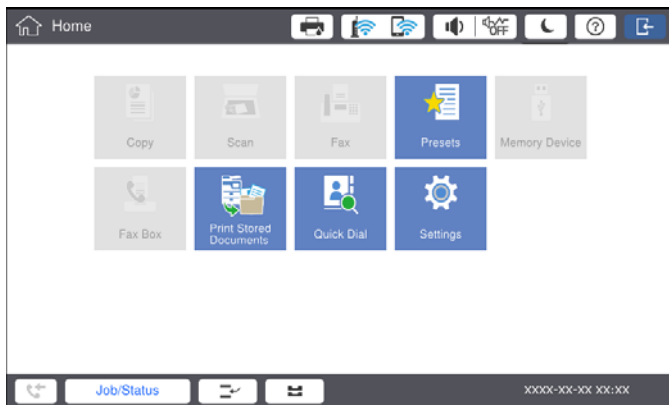 Home
OFF
?
Copy
Scan
Fax
Presets
Memory Device
Fax Box
Print Stored
Documents
Quick Dial
Settings
Job/Status
XXXX-XX-XX XX:XX